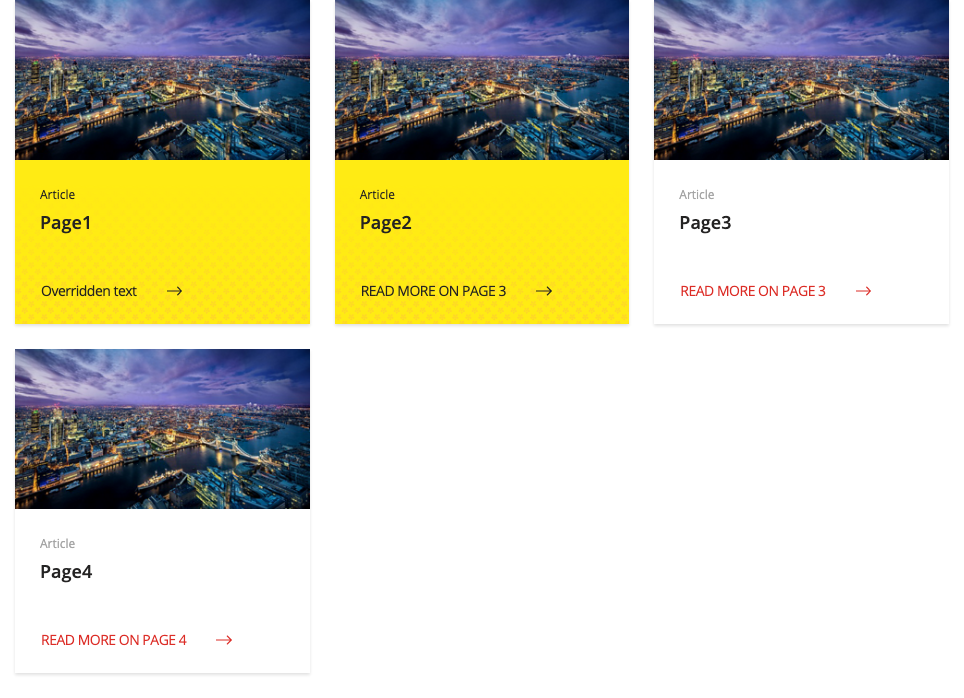 Article
Page1
Overridden text
Article
Page2
READ MORE ON PAGE 3
Article
Page3
READ MORE ON PAGE 3
Article
Page4
READ MORE ON PAGE 4